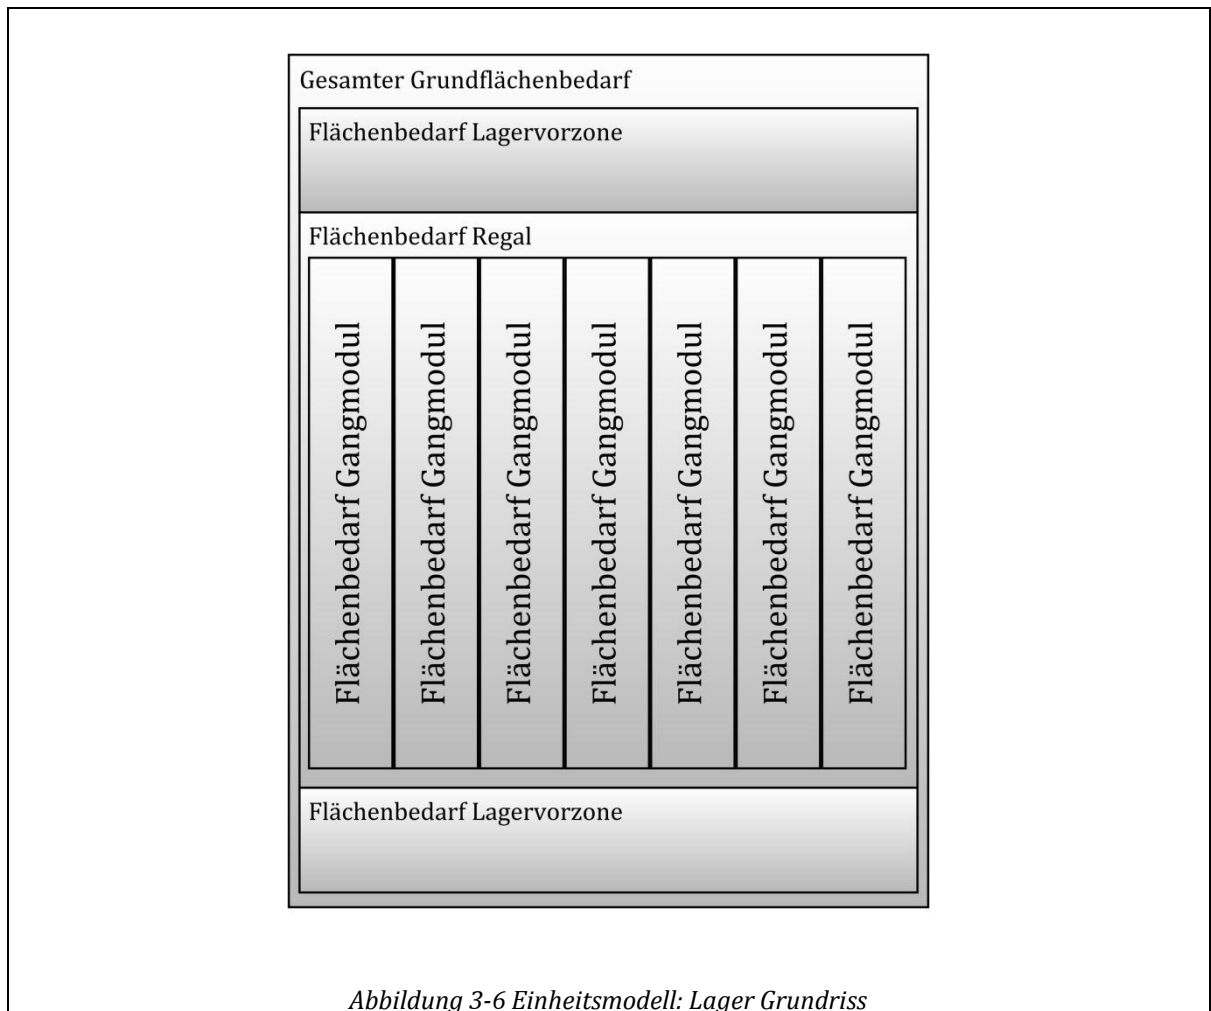 Gesamter Grundflächenbedarf
Flächenbedarf Lagervorzone
Flächenbedarf Regal
Flächenbedarf Gangmodul
Flächenbedarf Gangmodul
Flächenbedarf Gangmodul
Flächenbedarf Gangmodul
Flächenbedarf Gangmodul
Flächenbedarf Gangmodul
Flächenbedarf Gangmodul
Flächenbedarf Lagervorzone
Abbildung 3-6 Einheitsmodell: Lager Grundriss